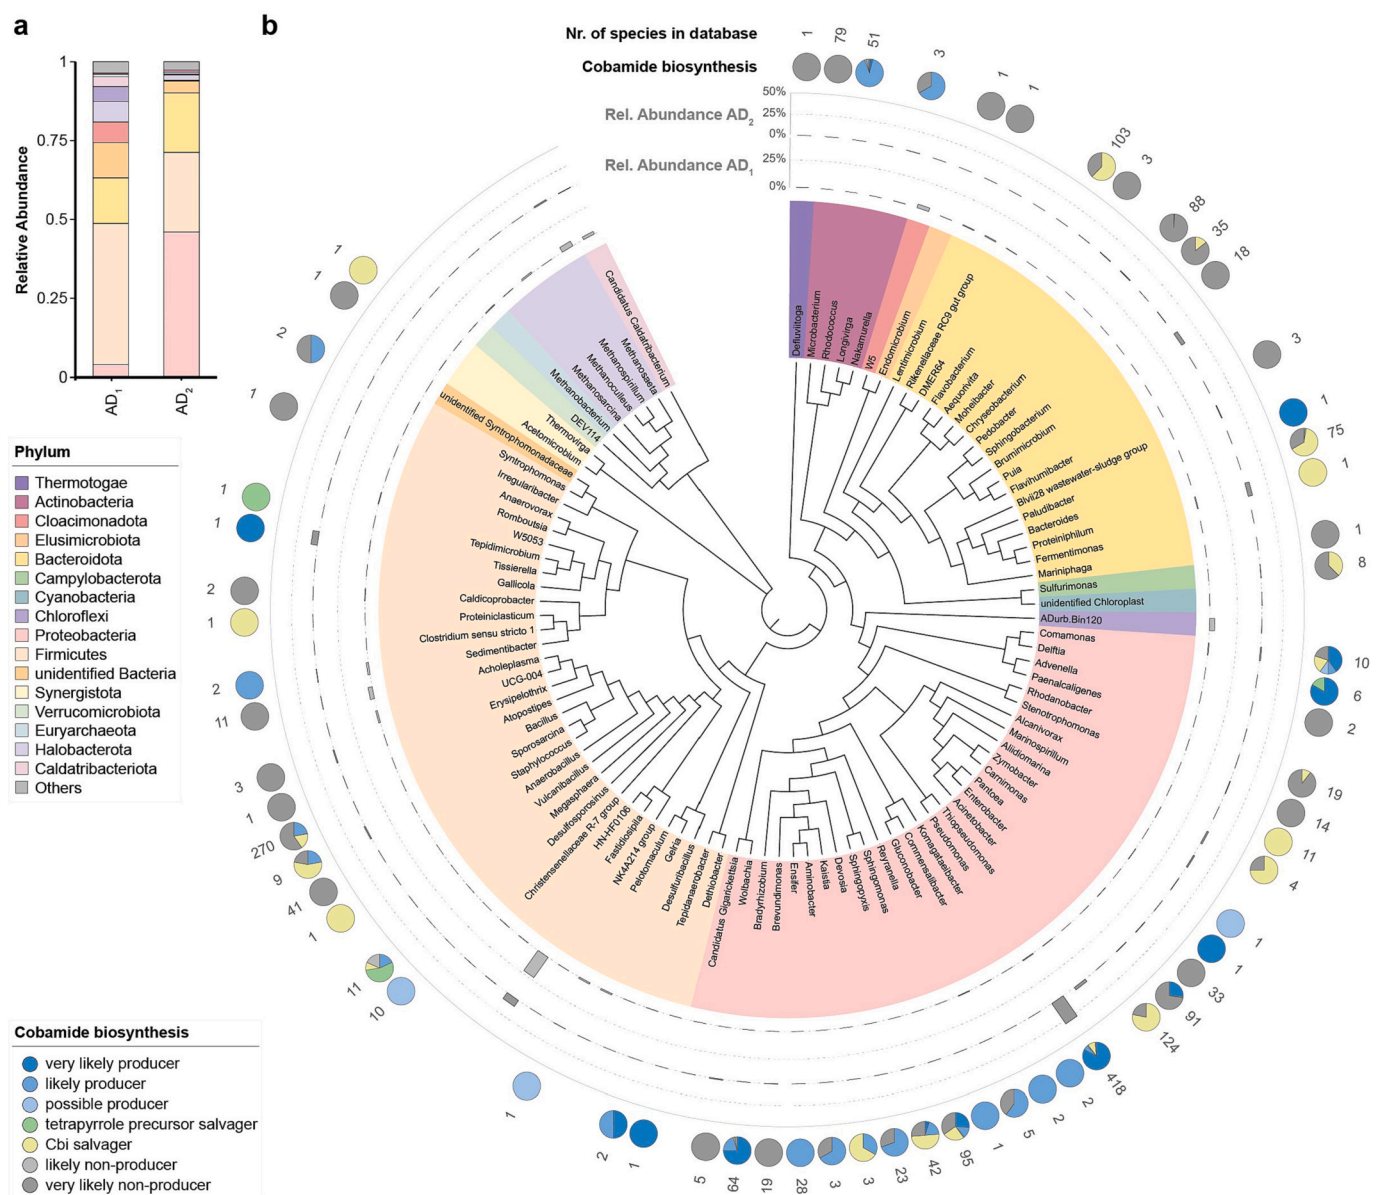 a
b
Relative Abundance
1
0.75
0.5
0.25
0
AD1
AD2
Nr. of species in database
Cobamide biosynthesis
Rel. Abundance AD2
Rel. Abundance AD1
50%
25%
0%
25%
0%
1
79
51
3
1
1
103
3
88
35
18
3
1
75
1
1
8
10
6
2
19
14
11
4
1
1
33
91
124
418
2
2
5
1
95
42
23
3
3
28
19
64
5
1
2
1
10
11
1
41
9
270
1
3
11
2
1
2
1
1
1
2
1
1
Defluviitoga
Microbacterium
Rhodococcus
Longivirga
Nakamurella
W5
Endomicrobium
Lentimicrobium
Rikenellaceae RC9 gut group
DMER64
Flavobacterium
Aequorivita
Moheibacter
Chryseobacterium
Pedobacter
Sphingobacterium
Brumimicrobium
Puia
Flavihumibacter
Blvii28 wastewater-sludge group
Paludibacter
Bacteroides
Proteiniphilum
Fermentimonas
Mariniphaga
Sulfurimonas
unidentified Chloroplast
ADurb.Bin120
Comamonas
Delftia
Advenella
Paenalcaligenes
Rhodanobacter
Stenotrophomonas
Alcanivorax
Marinospirillum
Aliidiomarina
Zymobacter
Carnimonas
Pantoea
Enterobacter
Acinetobacter
Thiopseudomonas
Pseudomonas
Komagataeibacter
Commensalibacter
Gluconobacter
Reyranella
Sphingomonas
Sphingopyxis
Devosia
Kaistia
Aminobacter
Ensifer
Brevundimonas
Bradyrhizobium
Wolbachia
Candidatus Gigarickettsia
Dethiobacter
Tepidanaerobacter
Desulfuribacillus
Gelria
Pelotomaculum
NK4A214 group
Fastidiosipila
HN-HF0106
Christensenellaceae R-7 group
Desulfosporosinus
Megasphaera
Vulcanibacillus
Anaerobacillus
Staphylococcus
Sporosarcina
Bacillus
Atopostipes
Erysipelothrix
UCG-004
Acholeplasma
Sedimentibacter
Clostridium sensu stricto 1
Proteiniclasticum
Caldicoprobacter
Gallicola
Tissierella
Tepidimicrobium
W5053
Romboutsia
Anaerovorax
Irregularibacter
Syntrophomonas
unidentified Syntrophomonadaceae
Acetomicrobium
Thermovirga
DEV114
Methanobacterium
Methanosarcina
Methanoculleus
Methanospirillum
Methanosaeta
Candidatus Caldatribacterium
Phylum
Thermotogae
Actinobacteria
Cloacimonadota
Elusimicrobiota
Bacteroidota
Campylobacterota
Cyanobacteria
Chloroflexi
Proteobacteria
Firmicutes
unidentified Bacteria
Synergistota
Verrucomicrobiota
Euryarchaeota
Halobacterota
Caldatribacteriota
Others
Cobamide biosynthesis
very likely producer
likely producer
possible producer
tetrapyrrole precursor salvager
Cbi salvager
likely non-producer
very likely non-producer